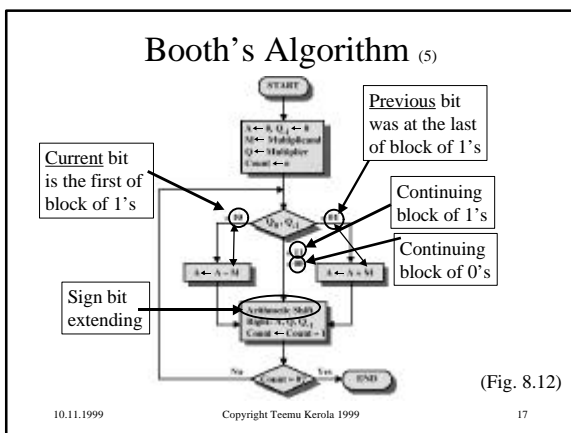 Booth's Algorithm (5)
START
A ← 0, Q-1 ← 0
M ← Multiplicand
Q ← Multiplier
Count ← n
Previous bit
was at the last
of block of 1's
Current bit
is the first of
block of 1's
10
Q0, Q-1
01
11
00
Continuing
block of 1's
Continuing
block of 0's
A ← A − M
A ← A + M
Sign bit
extending
Arithmetic Shift
Right: A, Q, Q-1
Count ← Count − 1
No
Count = 0?
Yes
END
(Fig. 8.12)
10.11.1999
Copyright Teemu Kerola 1999
17